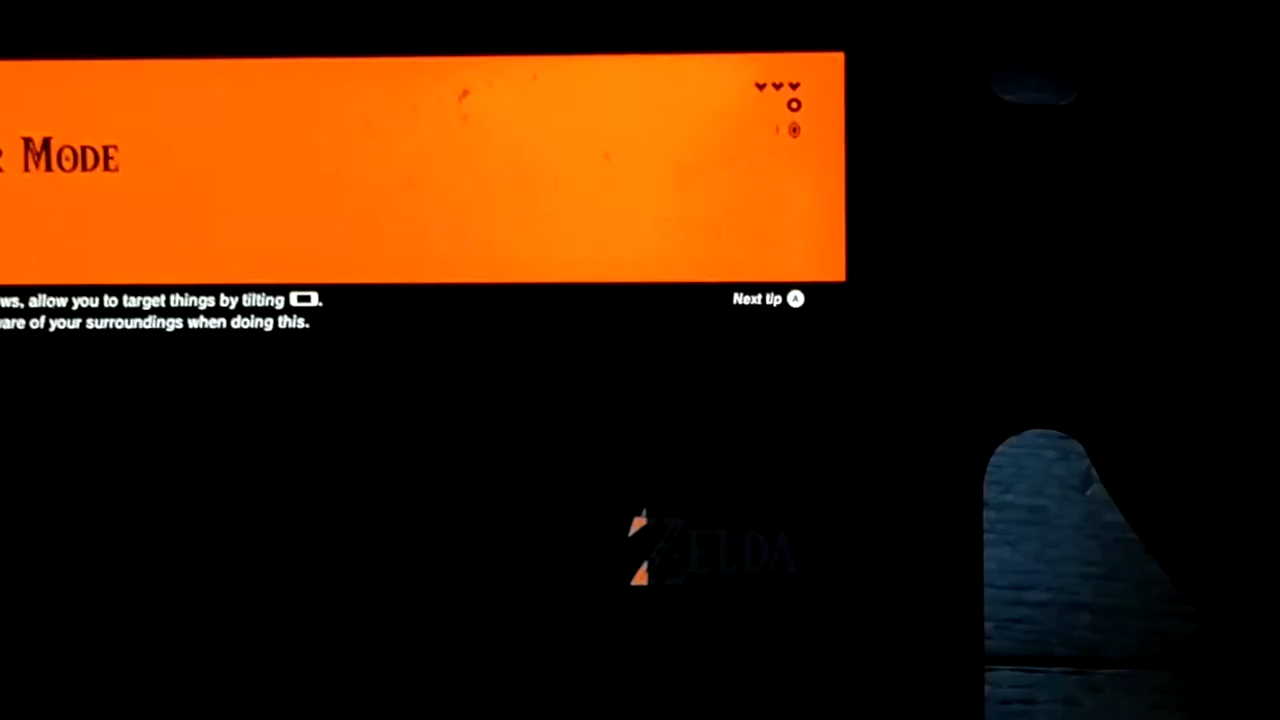 Mode
ws, allow you to target things by tilting
are of your surroundings when doing this.
Next tip A
Zelda